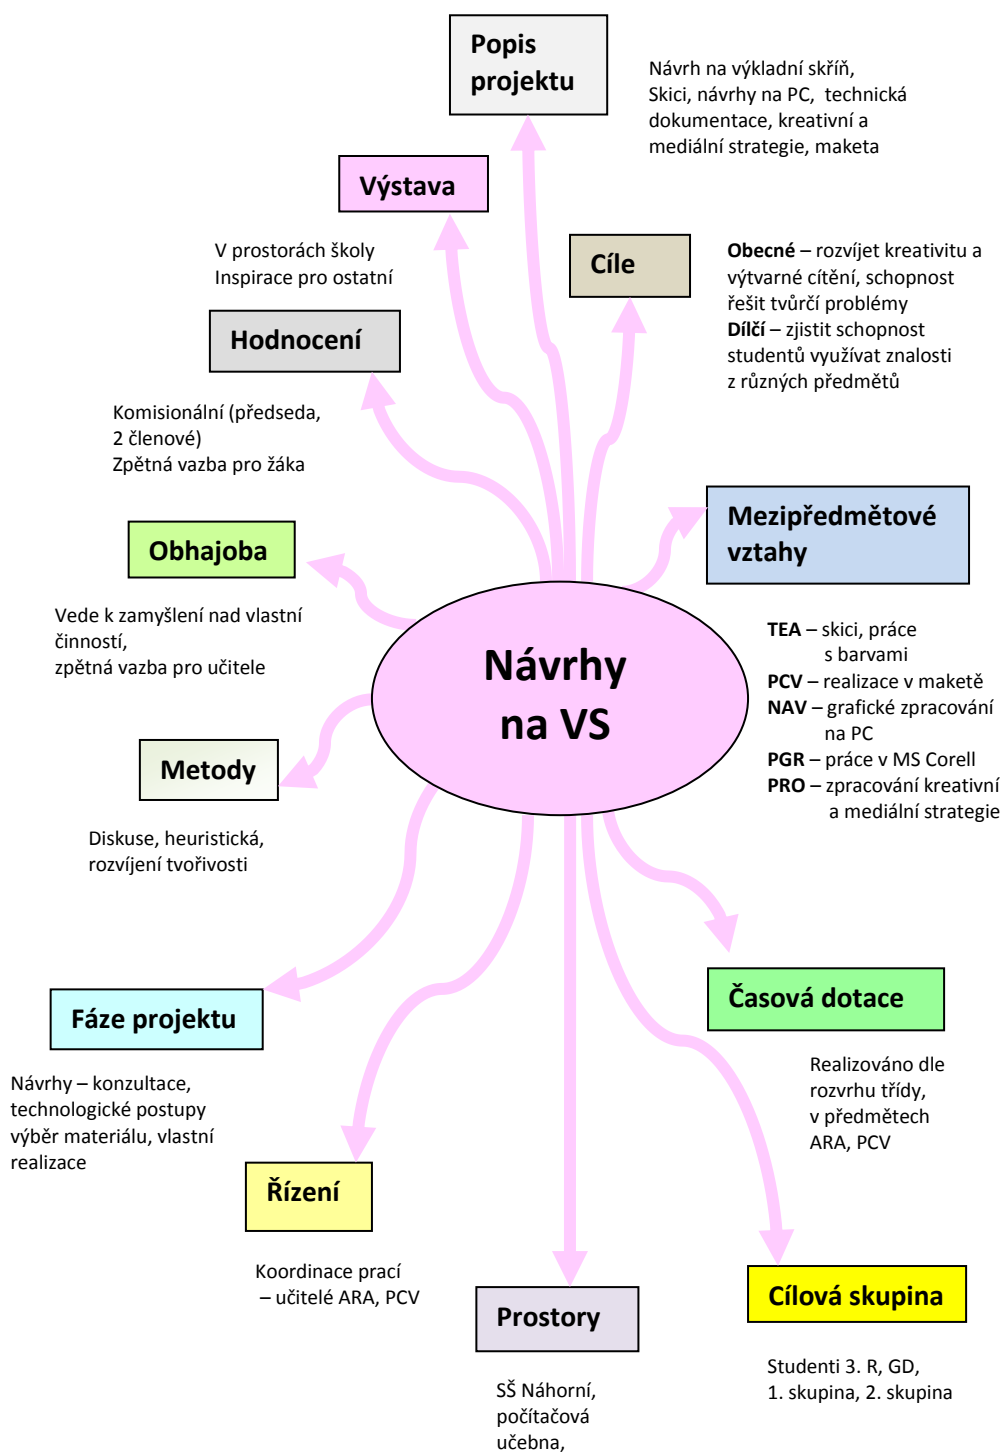 Popis
projektu
Návrh na výkladní skříň,
Skici, návrhy na PC, technická
dokumentace, kreativní a
mediální strategie, maketa
Výstava
V prostorách školy
Inspirace pro ostatní
Cíle
Obecné – rozvíjet kreativitu a
výtvarné cítění, schopnost
řešit tvůrčí problémy
Dílčí – zjistit schopnost
studentů využívat znalosti
z různých předmětů
Hodnocení
Komisionální (předseda,
2 členové)
Zpětná vazba pro žáka
Mezipředmětové
vztahy
TEA – skici, práce
s barvami
PCV – realizace v maketě
NAV – grafické zpracování
na PC
PGR – práce v MS Corell
PRO – zpracování kreativní
a mediální strategie
Obhajoba
Vede k zamyšlení nad vlastní
činností,
zpětná vazba pro učitele
Návrhy
na VS
Metody
Diskuse, heuristická,
rozvíjení tvořivosti
Fáze projektu
Návrhy – konzultace,
technologické postupy
výběr materiálu, vlastní
realizace
Časová dotace
Realizováno dle
rozvrhu třídy,
v předmětech
ARA, PCV
Řízení
Koordinace prací
– učitelé ARA, PCV
Prostory
SŠ Náhorní,
počítačová
učebna,
Cílová skupina
Studenti 3. R, GD,
1. skupina, 2. skupina